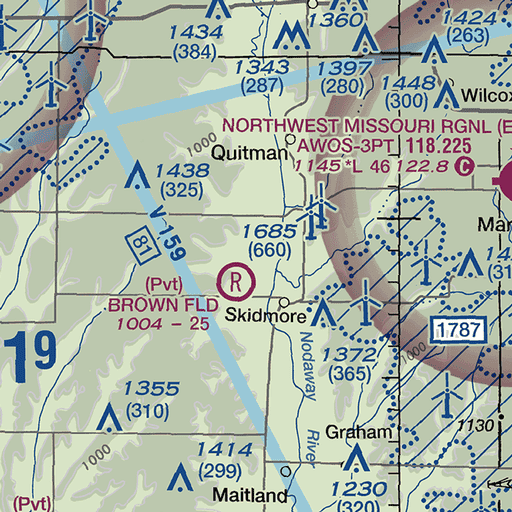 1434
(384)
1360
1424
(263)
1343
(287)
1397
(280)
1448
(300)
Wilcox
1000
NORTHWEST MISSOURI RGNL (E
Quitman
AWOS-3PT 118.225
1145 *L 46 122.8 C
1438
(325)
V 159
81
1685
(660)
Mar
(Pvt)
R
BROWN FLD
1004 - 25
Skidmore
1787
19
Nodaway
River
1372
(365)
1000
1355
(310)
1130
Graham
1000
1414
(299)
Maitland
1230
(320)
(Pvt)